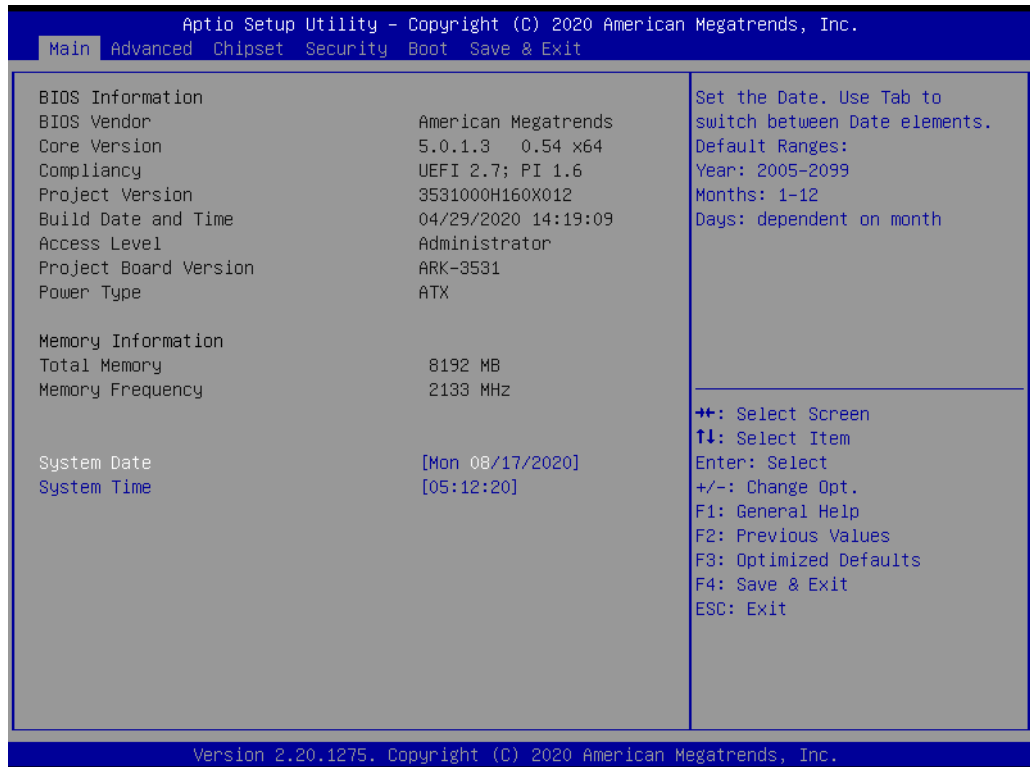 Aptio Setup Utility – Copyright (C) 2020 American Megatrends, Inc.
Main Advanced Chipset Security Boot Save & Exit
BIOS Information
BIOS Vendor American Megatrends
Core Version 5.0.1.3 0.54 x64
Compliancy UEFI 2.7; PI 1.6
Project Version 3531000H160X012
Build Date and Time 04/29/2020 14:19:09
Access Level Administrator
Project Board Version ARK-3531
Power Type ATX
Memory Information
Total Memory 8192 MB
Memory Frequency 2133 MHz
System Date [Mon 08/17/2020]
System Time [05:12:20]
Set the Date. Use Tab to
switch between Date elements.
Default Ranges:
Year: 2005-2099
Months: 1-12
Days: dependent on month
→←: Select Screen
↑↓: Select Item
Enter: Select
+/-: Change Opt.
F1: General Help
F2: Previous Values
F3: Optimized Defaults
F4: Save & Exit
ESC: Exit
Version 2.20.1275. Copyright (C) 2020 American Megatrends, Inc.